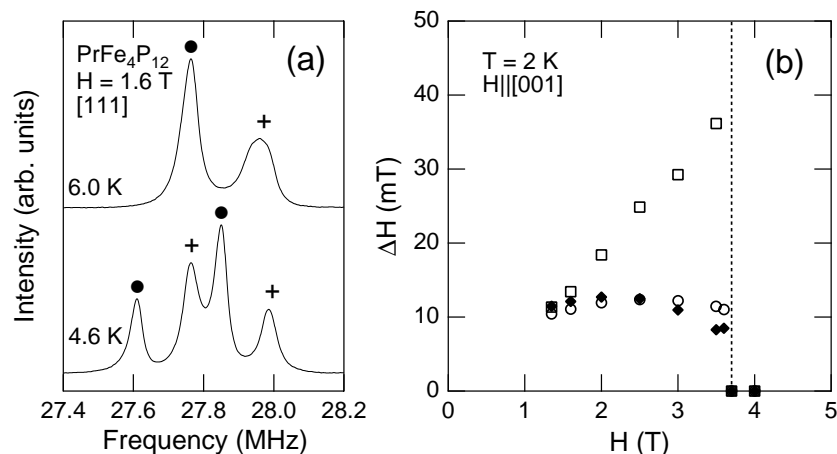 PrFe₄P₁₂
H = 1.6 T
[111]
(a)
6.0 K
4.6 K
Intensity (arb. units)
27.4 27.6 27.8 28.0 28.2
Frequency (MHz)
T = 2 K
H||[001]
(b)
50
40
30
20
10
0
ΔH (mT)
0 1 2 3 4 5
H (T)